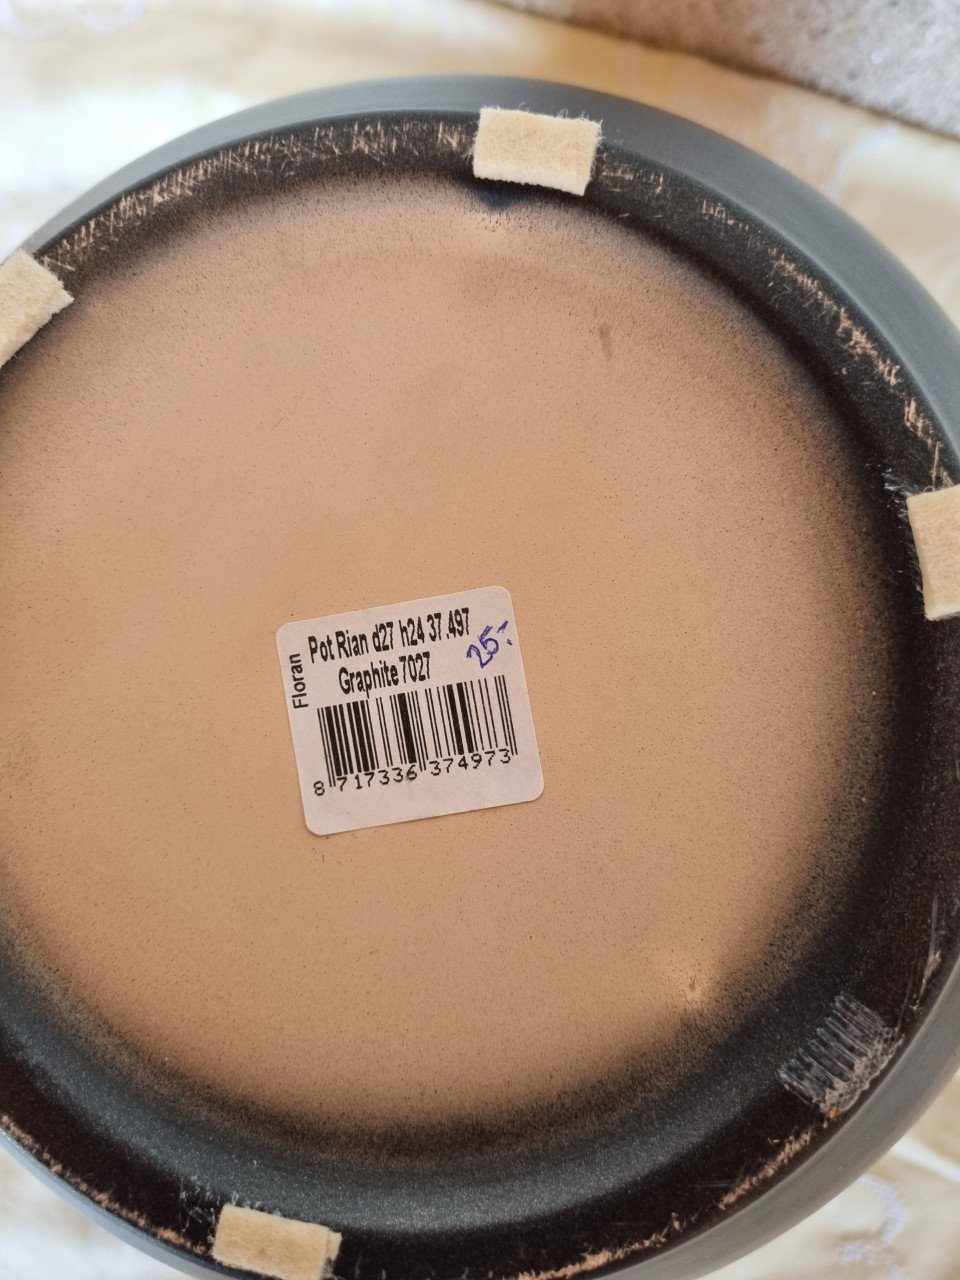 Floran
Pot Rian d27 h24 37.497
Graphite 7027
25.-
8 717336 374973